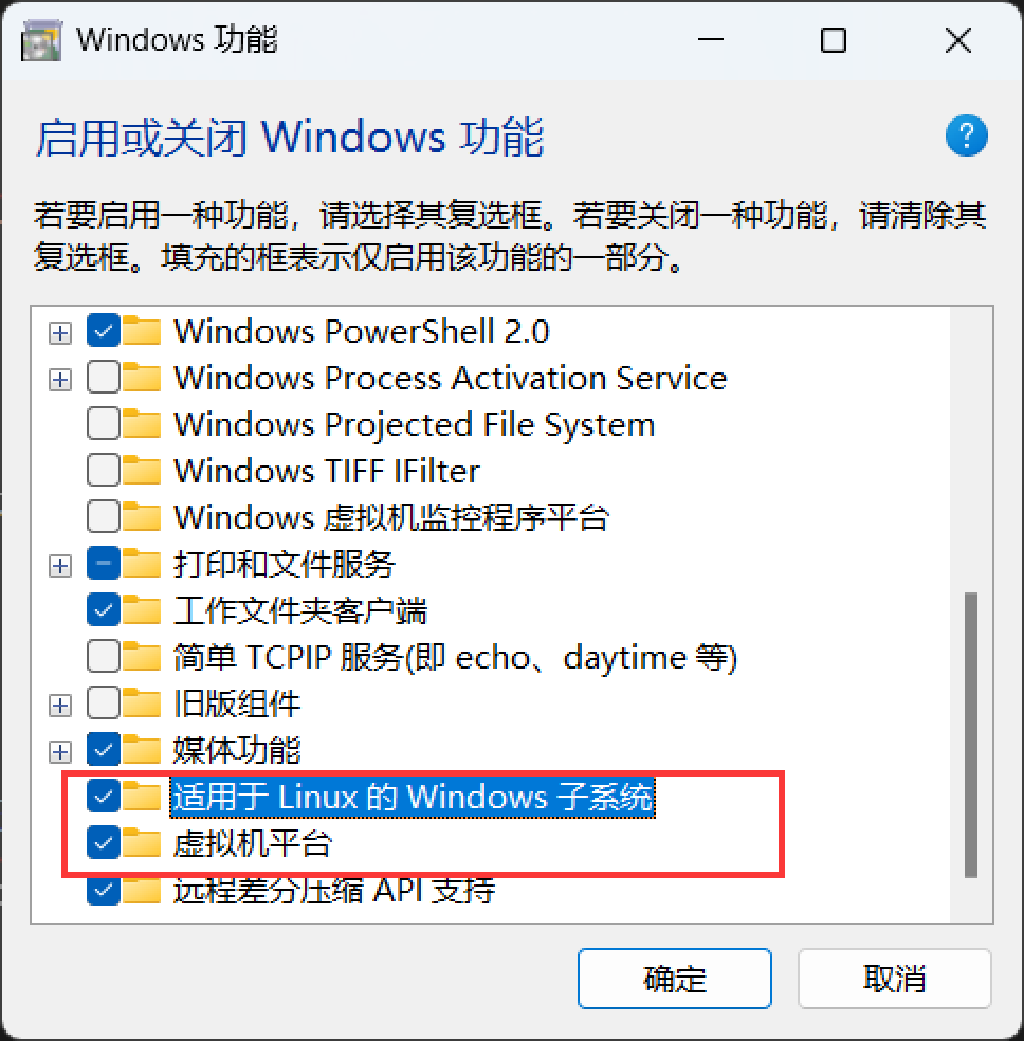 Windows 功能
启用或关闭 Windows 功能
?
若要启用一种功能，请选择其复选框。若要关闭一种功能，请清除其
复选框。填充的框表示仅启用该功能的一部分。
Windows PowerShell 2.0
Windows Process Activation Service
Windows Projected File System
Windows TIFF IFilter
Windows 虚拟机监控程序平台
打印和文件服务
工作文件夹客户端
简单 TCPIP 服务(即 echo、daytime 等)
旧版组件
媒体功能
适用于 Linux 的 Windows 子系统
虚拟机平台
远程差分压缩 API 支持
确定
取消